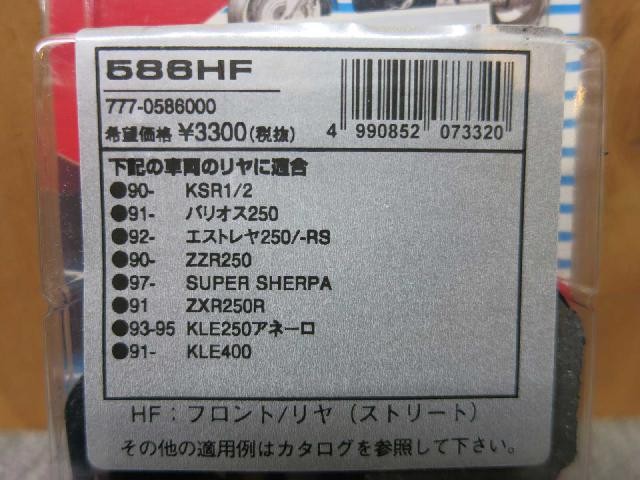 586HF
777-0586000
希望価格 ¥3300(税抜)
4 990852 073320
下記の車両のリヤに適合
●90- KSR1/2
●91- バリオス250
●92- エストレヤ250/-RS
●90- ZZR250
●97- SUPER SHERPA
●91 ZXR250R
●93-95 KLE250アネーロ
●91- KLE400
HF：フロント/リヤ（ストリート）
その他の適用例はカタログを参照して下さい。